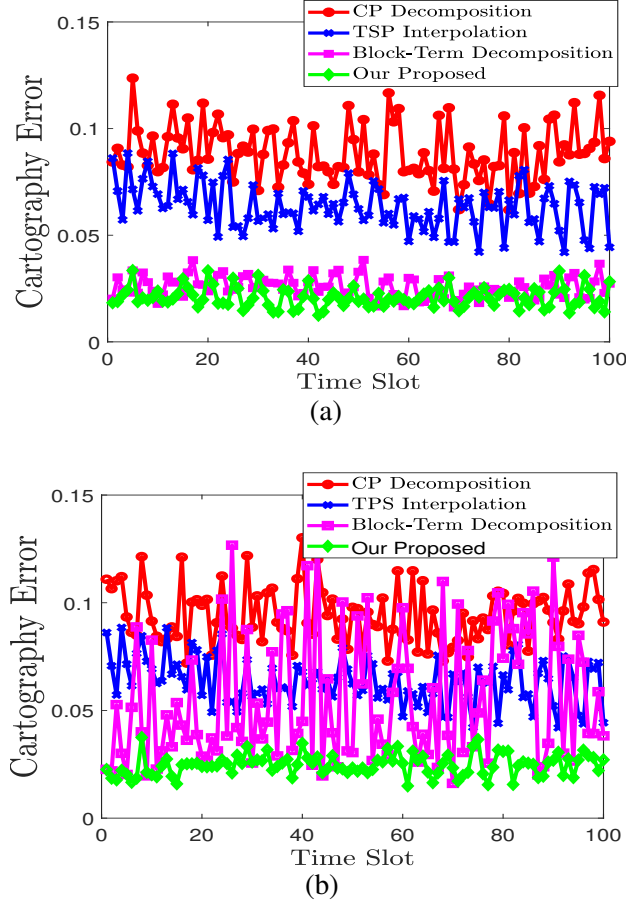 0.15
CP Decomposition
TSP Interpolation
Block-Term Decomposition
Our Proposed
0.1
0.05
0
Cartography Error
0 20 40 60 80 100
Time Slot
(a)
0.15
CP Decomposition
TPS Interpolation
Block-Term Decomposition
Our Proposed
0.1
0.05
0
Cartography Error
0 20 40 60 80 100
Time Slot
(b)